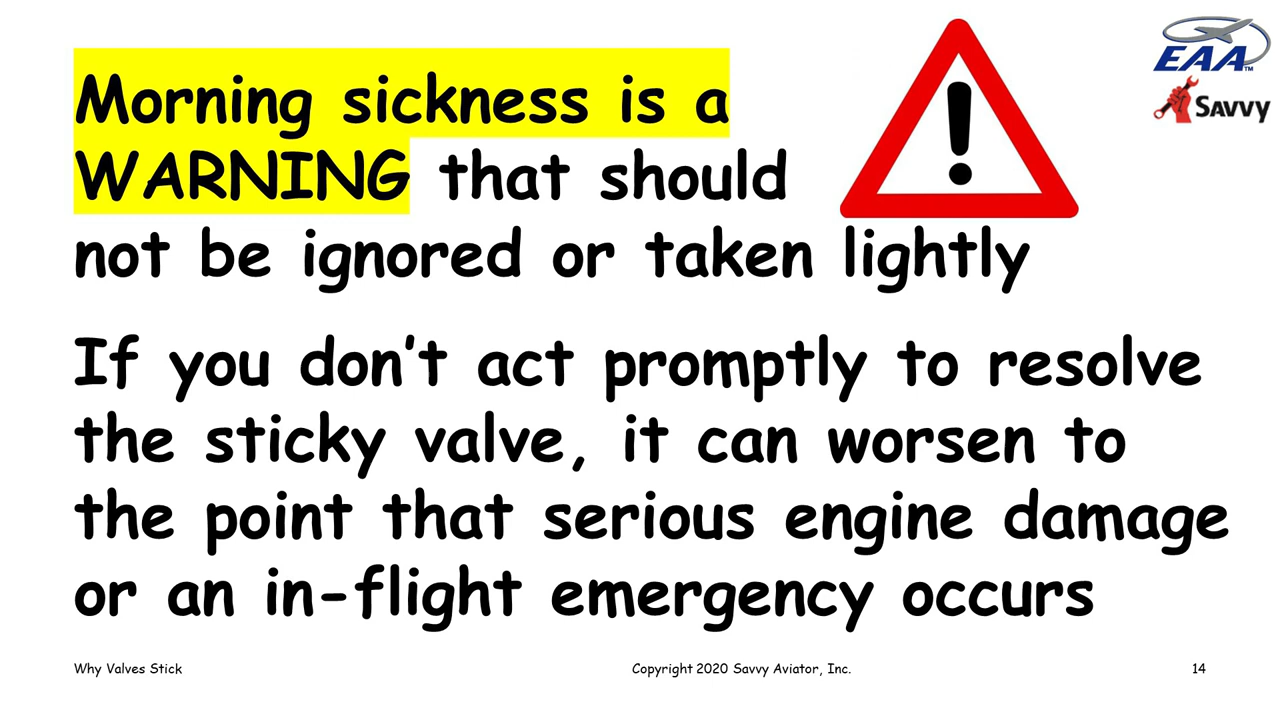 EAA™
Savvy
Morning sickness is a
WARNING that should
not be ignored or taken lightly
If you don’t act promptly to resolve
the sticky valve, it can worsen to
the point that serious engine damage
or an in-flight emergency occurs
Why Valves Stick
Copyright 2020 Savvy Aviator, Inc.
14